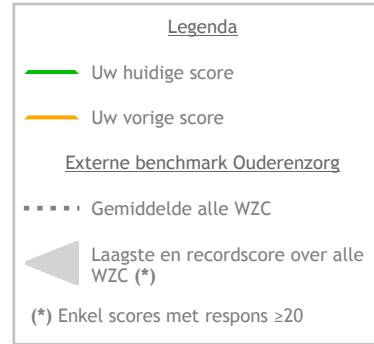 Legenda
Uw huidige score
Uw vorige score
Externe benchmark Ouderenzorg
Gemiddelde alle WZC
Laagste en recordscore over alle
WZC (*)
(*) Enkel scores met respons ≥20